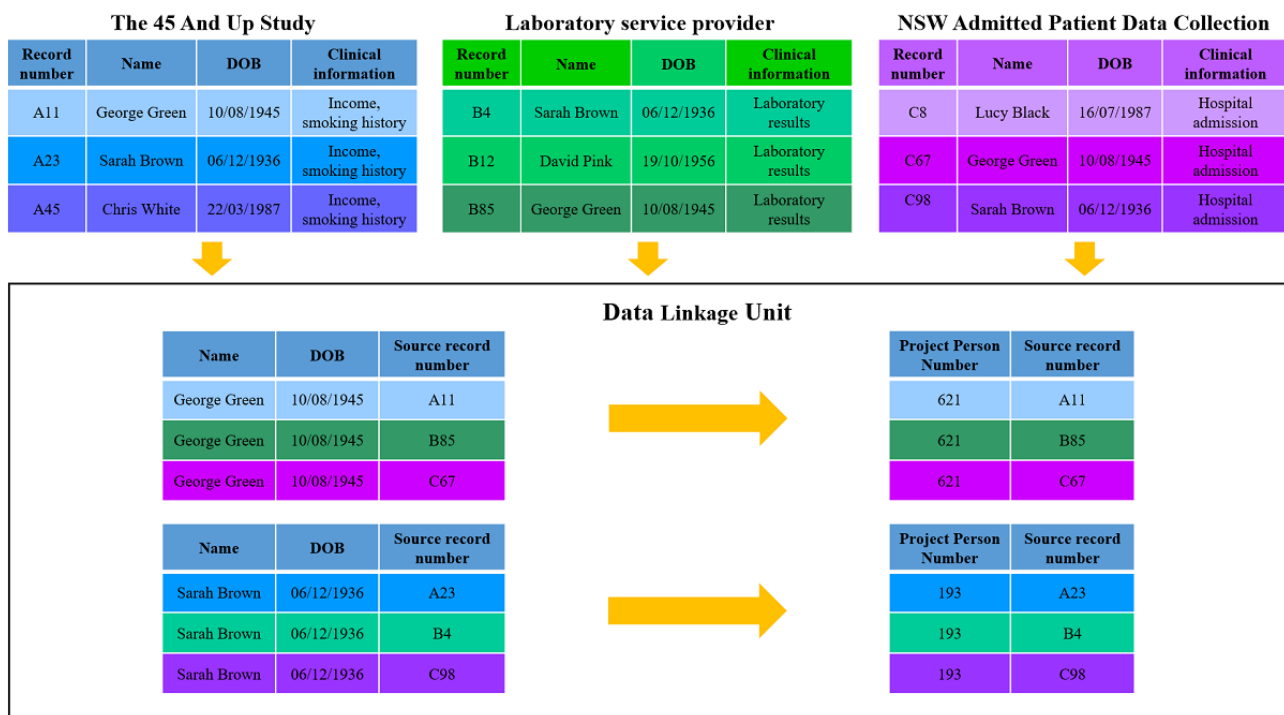 The 45 And Up Study
Record number Name DOB Clinical information
A11 George Green 10/08/1945 Income, smoking history
A23 Sarah Brown 06/12/1936 Income, smoking history
A45 Chris White 22/03/1987 Income, smoking history
Laboratory service provider
Record number Name DOB Clinical information
B4 Sarah Brown 06/12/1936 Laboratory results
B12 David Pink 19/10/1956 Laboratory results
B85 George Green 10/08/1945 Laboratory results
NSW Admitted Patient Data Collection
Record number Name DOB Clinical information
C8 Lucy Black 16/07/1987 Hospital admission
C67 George Green 10/08/1945 Hospital admission
C98 Sarah Brown 06/12/1936 Hospital admission
Data Linkage Unit
Name DOB Source record number
George Green 10/08/1945 A11
George Green 10/08/1945 B85
George Green 10/08/1945 C67
Project Person Number Source record number
621 A11
621 B85
621 C67
Name DOB Source record number
Sarah Brown 06/12/1936 A23
Sarah Brown 06/12/1936 B4
Sarah Brown 06/12/1936 C98
Project Person Number Source record number
193 A23
193 B4
193 C98